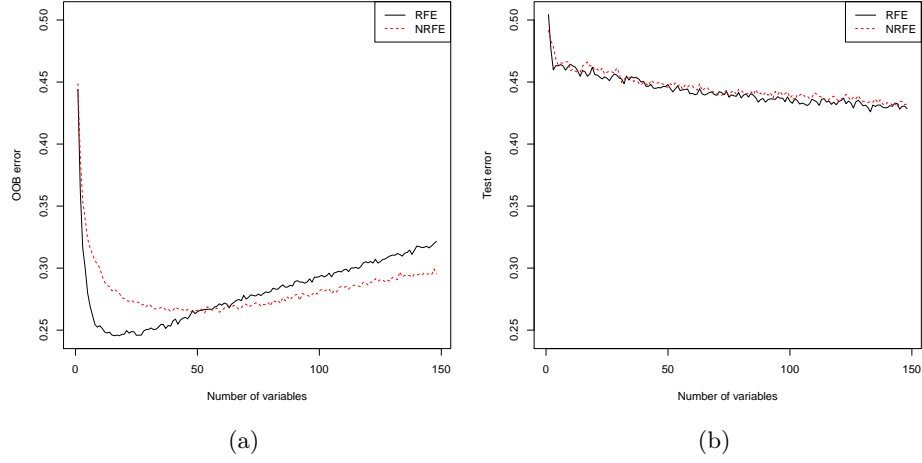 RFE
NRFE
OOB error
0.25
0.30
0.35
0.40
0.45
0.50
0
50
100
150
Number of variables
(a)
RFE
NRFE
Test error
0.25
0.30
0.35
0.40
0.45
0.50
0
50
100
150
Number of variables
(b)